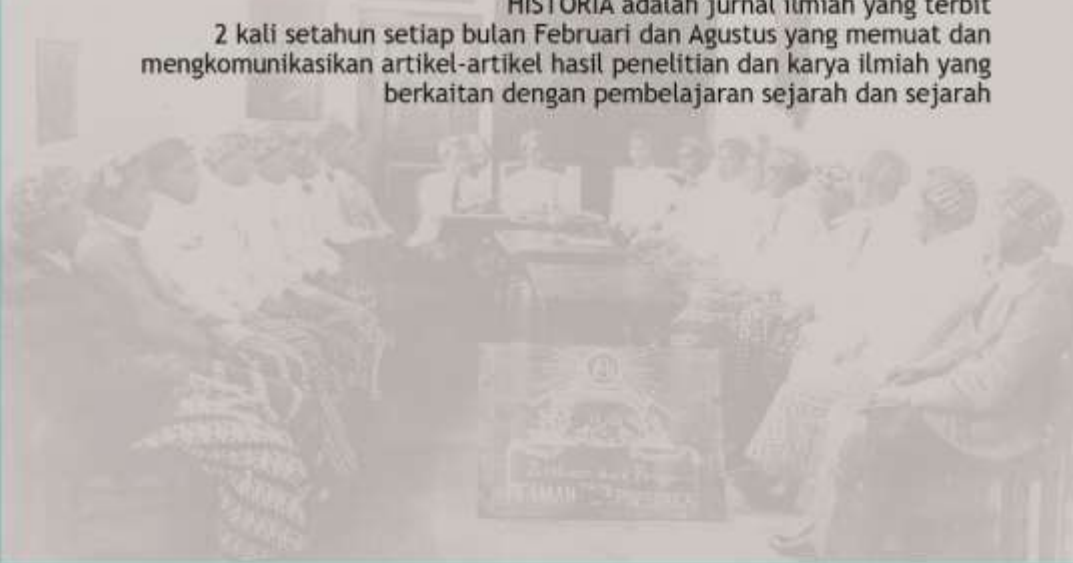 HISTORIA adalah jurnal ilmiah yang terbit
2 kali setahun setiap bulan Februari dan Agustus yang memuat dan
mengkomunikasikan artikel-artikel hasil penelitian dan karya ilmiah yang
berkaitan dengan pembelajaran sejarah dan sejarah